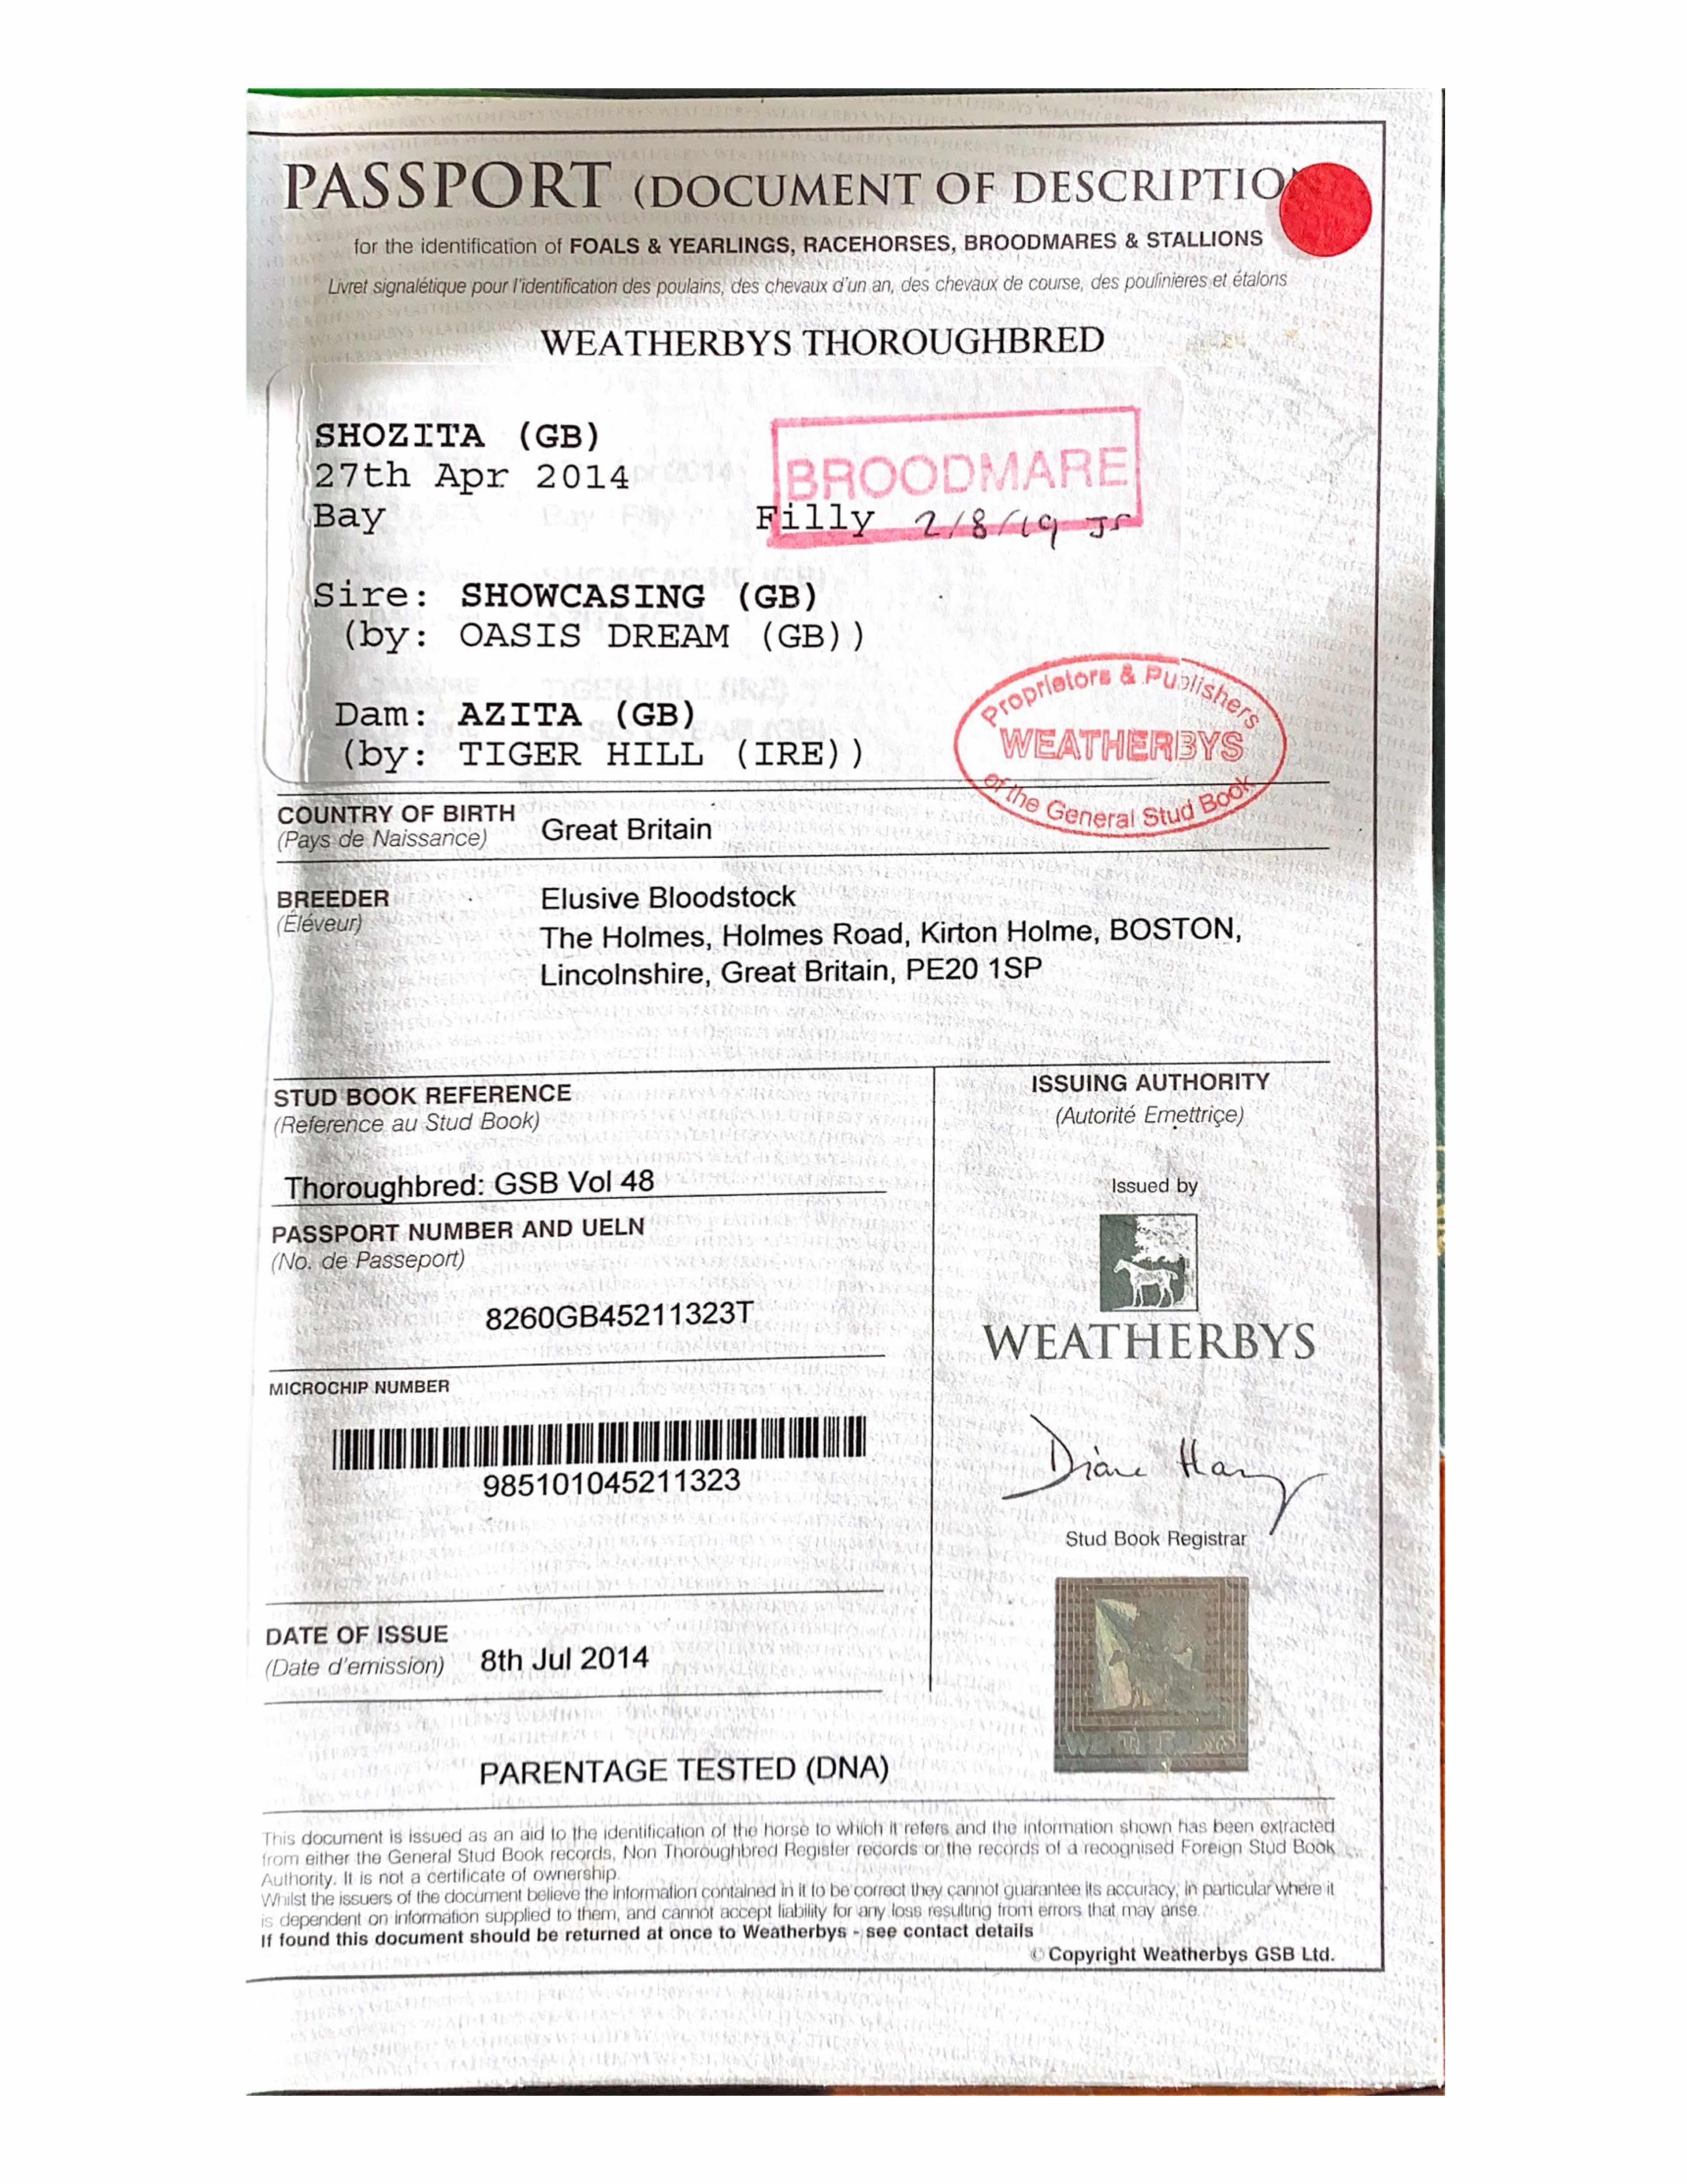 PASSPORT (DOCUMENT OF DESCRIPTIO
for the identification of FOALS & YEARLINGS, RACEHORSES, BROODMARES & STALLIONS
Livret signalétique pour l'identification des poulains, des chevaux d'un an, des chevaux de course, des poulinieres et étalons
WEATHERBYS THOROUGHBRED
SHOZITA (GB)
27th Apr 2014
BROODMARE
Bay Filly 2/8/19 JS
Sire: SHOWCASING (GB)
(by: OASIS DREAM (GB))
Dam: AZITA (GB)
(by: TIGER HILL (IRE))
Proprietors & Publishers
WEATHERBYS
of the General Stud Book
COUNTRY OF BIRTH
(Pays de Naissance)
Great Britain
BREEDER
(Éléveur)
Elusive Bloodstock
The Holmes, Holmes Road, Kirton Holme, BOSTON,
Lincolnshire, Great Britain, PE20 1SP
STUD BOOK REFERENCE
(Reference au Stud Book)
Thoroughbred: GSB Vol 48
PASSPORT NUMBER AND UELN
(No. de Passeport)
8260GB45211323T
MICROCHIP NUMBER
985101045211323
DATE OF ISSUE
(Date d'emission)
8th Jul 2014
ISSUING AUTHORITY
(Autorité Emettriçe)
Issued by
WEATHERBYS
Diane
Stud Book Registrar
WEATHERBYS
PARENTAGE TESTED (DNA)
This document is issued as an aid to the identification of the horse to which it refers and the information shown has been extracted
from either the General Stud Book records, Non Thoroughbred Register records or the records of a recognised Foreign Stud Book
Authority. It is not a certificate of ownership.
Whilst the issuers of the document believe the information contained in it to be correct they cannot guarantee its accuracy, in particular where it
is dependent on information supplied to them, and cannot accept liability for any loss resulting from errors that may arise.
If found this document should be returned at once to Weatherbys - see contact details
© Copyright Weatherbys GSB Ltd.